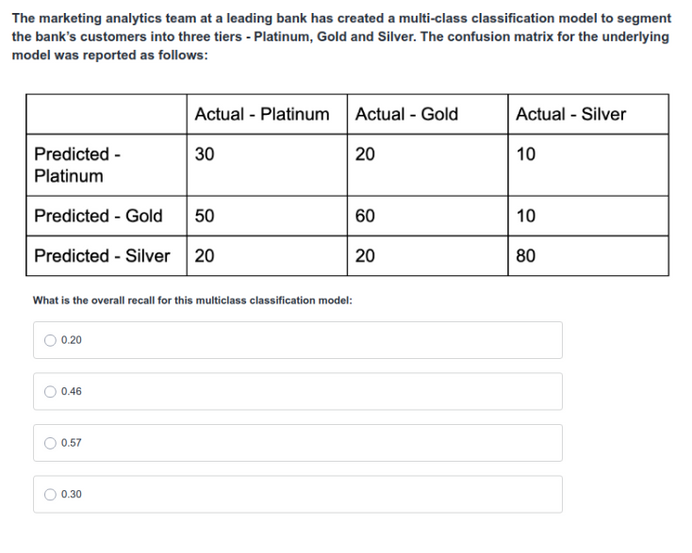 The marketing analytics team at a leading bank has created a multi-class classification model to segment
the bank's customers into three tiers - Platinum, Gold and Silver. The confusion matrix for the underlying
model was reported as follows:
Actual - Platinum Actual - Gold Actual - Silver
Predicted - Platinum 30 20 10
Predicted - Gold 50 60 10
Predicted - Silver 20 20 80
What is the overall recall for this multiclass classification model:
0.20
0.46
0.57
0.30